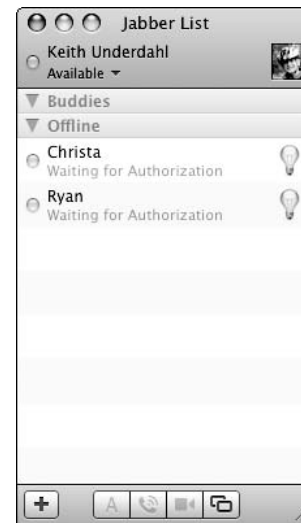 Jabber List
Keith Underdahl
Available
Buddies
Offline
Christa
Waiting for Authorization
Ryan
Waiting for Authorization
A